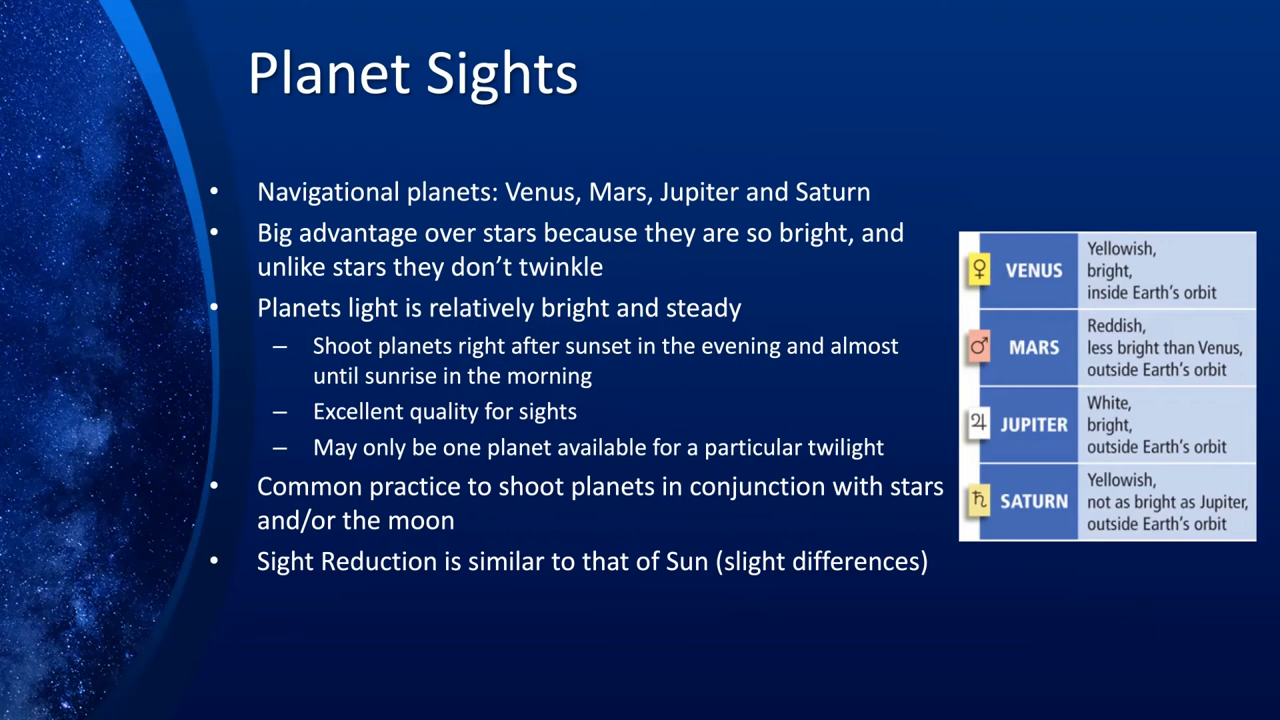 Planet Sights
• Navigational planets: Venus, Mars, Jupiter and Saturn
• Big advantage over stars because they are so bright, and
unlike stars they don’t twinkle
• Planets light is relatively bright and steady
– Shoot planets right after sunset in the evening and almost
until sunrise in the morning
– Excellent quality for sights
– May only be one planet available for a particular twilight
• Common practice to shoot planets in conjunction with stars
and/or the moon
• Sight Reduction is similar to that of Sun (slight differences)
♀ VENUS
Yellowish,
bright,
inside Earth’s orbit
♂ MARS
Reddish,
less bright than Venus,
outside Earth’s orbit
♃ JUPITER
White,
bright,
outside Earth’s orbit
♄ SATURN
Yellowish,
not as bright as Jupiter,
outside Earth’s orbit